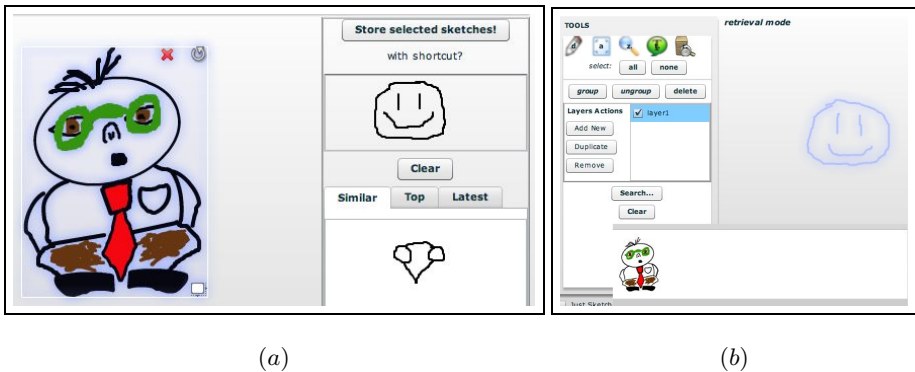 Store selected sketches!
with shortcut?
Clear
Similar Top Latest
(a)
TOOLS
retrieval mode
d a z
select: all none
group ungroup delete
Layers Actions
layer1
Add New
Duplicate
Remove
Search...
Clear
Just Sketch
(b)